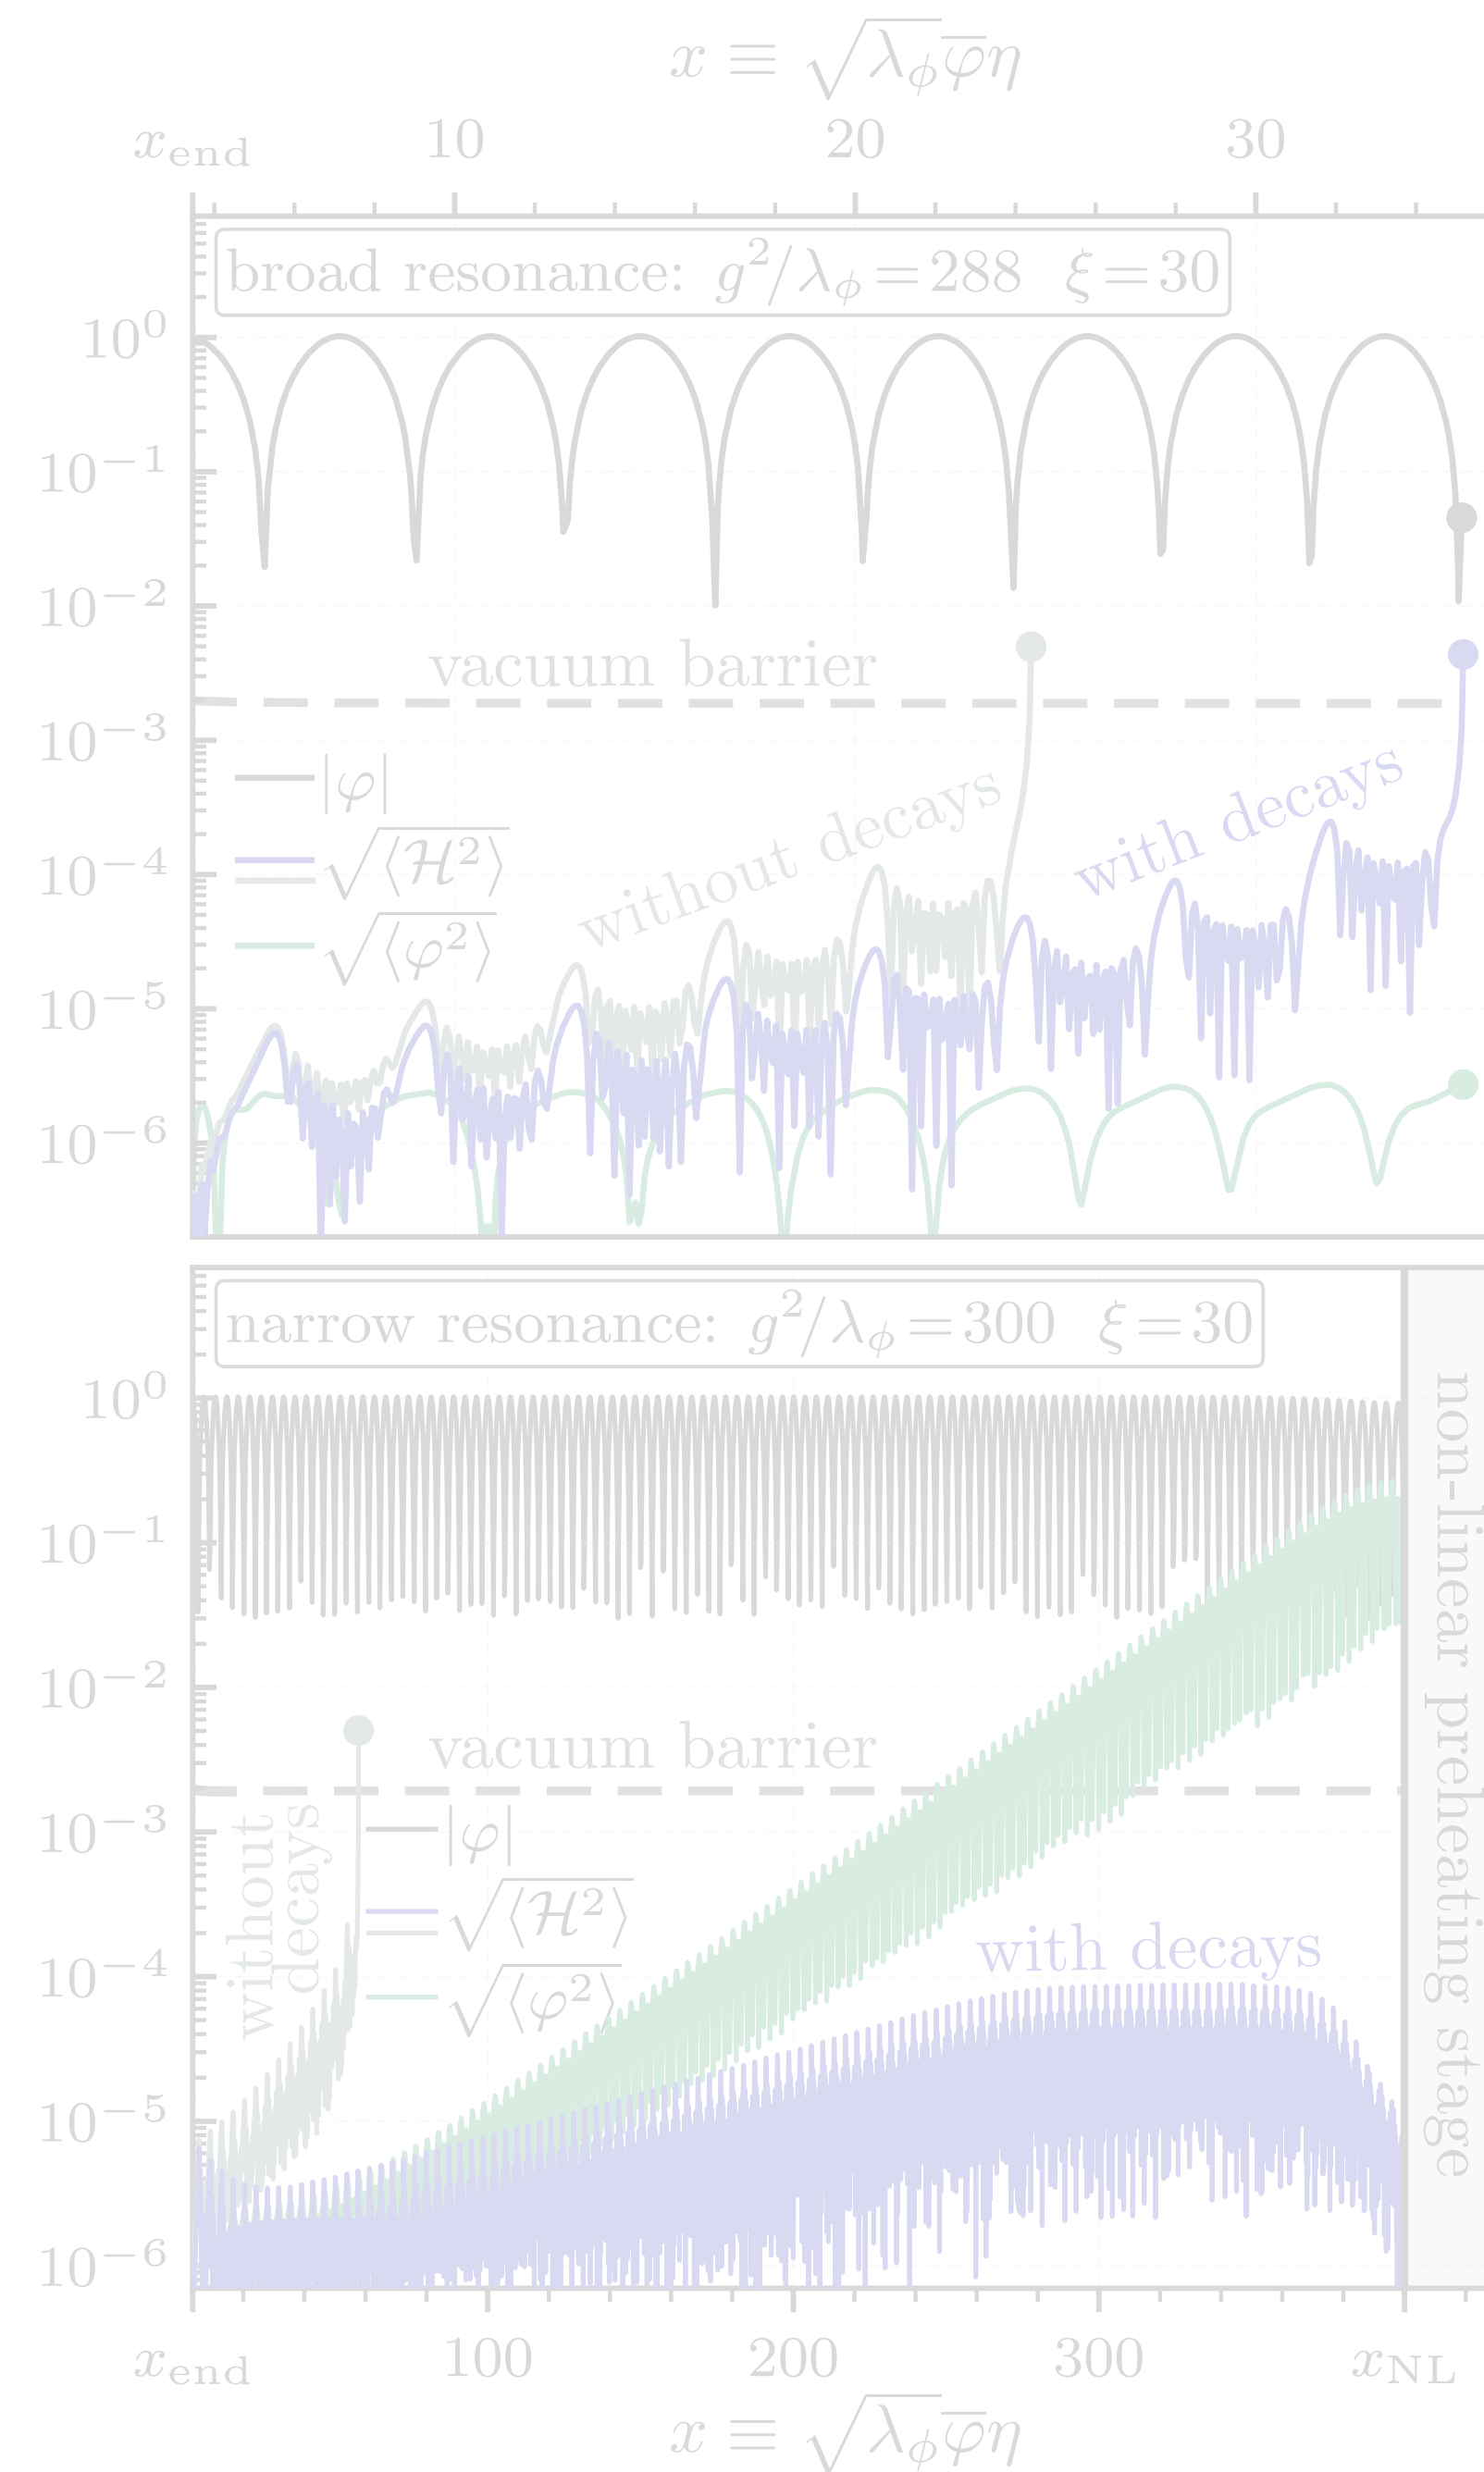 x ≡ √λ_ϕ φ̅η
x_end 10 20 30
broad resonance: g²/λ_ϕ=288 ξ=30
10⁰
10⁻¹
10⁻²
vacuum barrier
10⁻³
|φ|
without decays
with decays
√⟨ℋ²⟩
10⁻⁴
√⟨φ²⟩
10⁻⁵
10⁻⁶
narrow resonance: g²/λ_ϕ=300 ξ=30
10⁰
10⁻¹
10⁻²
vacuum barrier
10⁻³
|φ|
without
decays
√⟨ℋ²⟩
with decays
10⁻⁴
√⟨φ²⟩
10⁻⁵
10⁻⁶
non-linear preheating stage
x_end 100 200 300 x_NL
x ≡ √λ_ϕ φ̅η